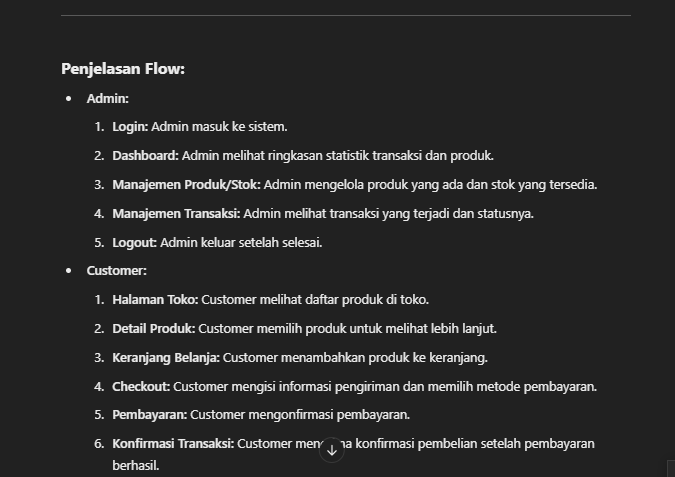 Penjelasan Flow:
• Admin:
1. Login: Admin masuk ke sistem.
2. Dashboard: Admin melihat ringkasan statistik transaksi dan produk.
3. Manajemen Produk/Stok: Admin mengelola produk yang ada dan stok yang tersedia.
4. Manajemen Transaksi: Admin melihat transaksi yang terjadi dan statusnya.
5. Logout: Admin keluar setelah selesai.
• Customer:
1. Halaman Toko: Customer melihat daftar produk di toko.
2. Detail Produk: Customer memilih produk untuk melihat lebih lanjut.
3. Keranjang Belanja: Customer menambahkan produk ke keranjang.
4. Checkout: Customer mengisi informasi pengiriman dan memilih metode pembayaran.
5. Pembayaran: Customer mengonfirmasi pembayaran.
6. Konfirmasi Transaksi: Customer konfirmasi pembelian setelah pembayaran
berhasil.